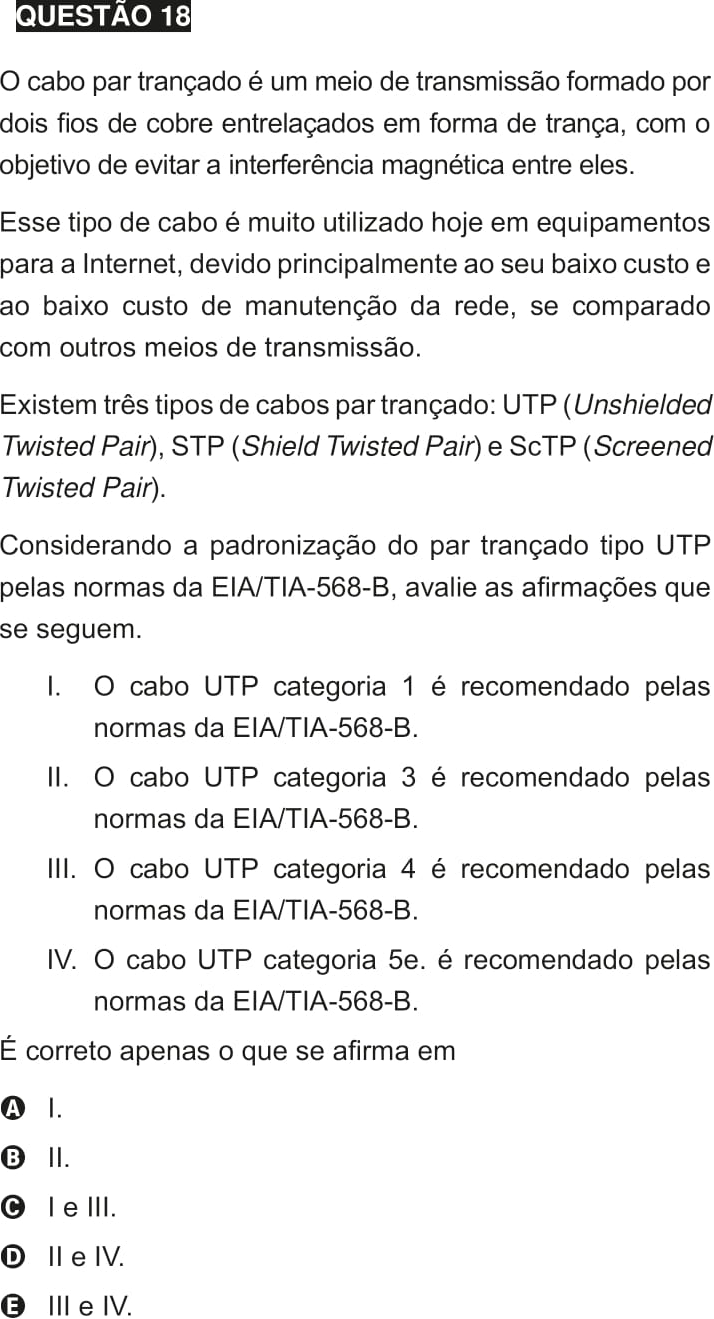 QUESTÃO 18
O cabo par trançado é um meio de transmissão formado por
dois fios de cobre entrelaçados em forma de trança, com o
objetivo de evitar a interferência magnética entre eles.
Esse tipo de cabo é muito utilizado hoje em equipamentos
para a Internet, devido principalmente ao seu baixo custo e
ao baixo custo de manutenção da rede, se comparado
com outros meios de transmissão.
Existem três tipos de cabos par trançado: UTP (Unshielded
Twisted Pair), STP (Shield Twisted Pair) e ScTP (Screened
Twisted Pair).
Considerando a padronização do par trançado tipo UTP
pelas normas da EIA/TIA-568-B, avalie as afirmações que
se seguem.
I. O cabo UTP categoria 1 é recomendado pelas
normas da EIA/TIA-568-B.
II. O cabo UTP categoria 3 é recomendado pelas
normas da EIA/TIA-568-B.
III. O cabo UTP categoria 4 é recomendado pelas
normas da EIA/TIA-568-B.
IV. O cabo UTP categoria 5e. é recomendado pelas
normas da EIA/TIA-568-B.
É correto apenas o que se afirma em
A I.
B II.
C I e III.
D II e IV.
E III e IV.